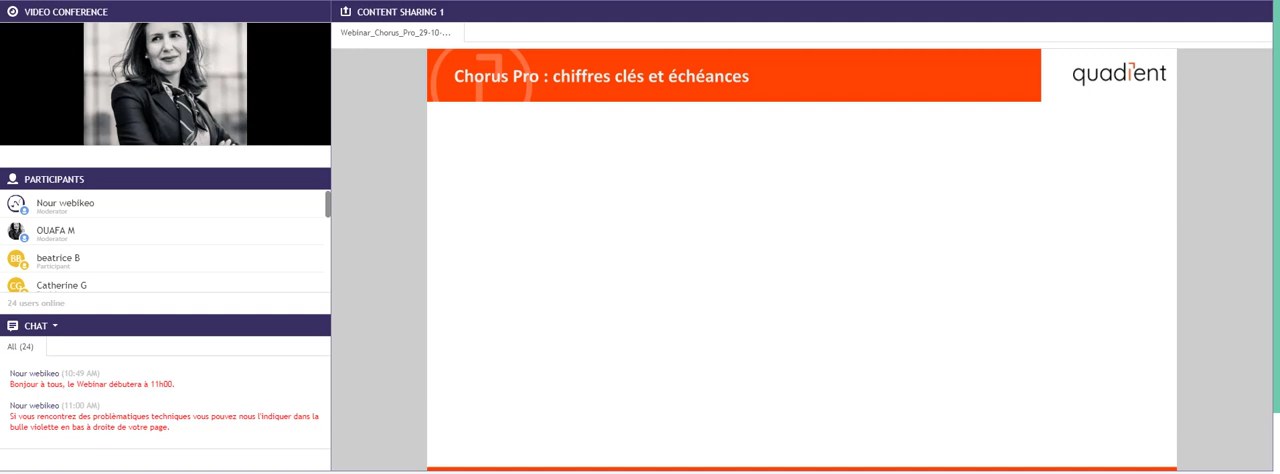 VIDEO CONFERENCE
PARTICIPANTS
Nour webikeo
Moderator
OUAFA M
Moderator
BB
beatrice B
Participant
CG
Catherine G
24 users online
CHAT
All (24)
Nour webikeo (10:49 AM)
Bonjour à tous, le Webinar débutera à 11h00.
Nour webikeo (11:00 AM)
Si vous rencontrez des problèmatiques techniques vous pouvez nous l'indiquer dans la
bulle violette en bas à droite de votre page.
CONTENT SHARING 1
Webinar_Chorus_Pro_29-10-...
Chorus Pro : chiffres clés et échéances
quadient